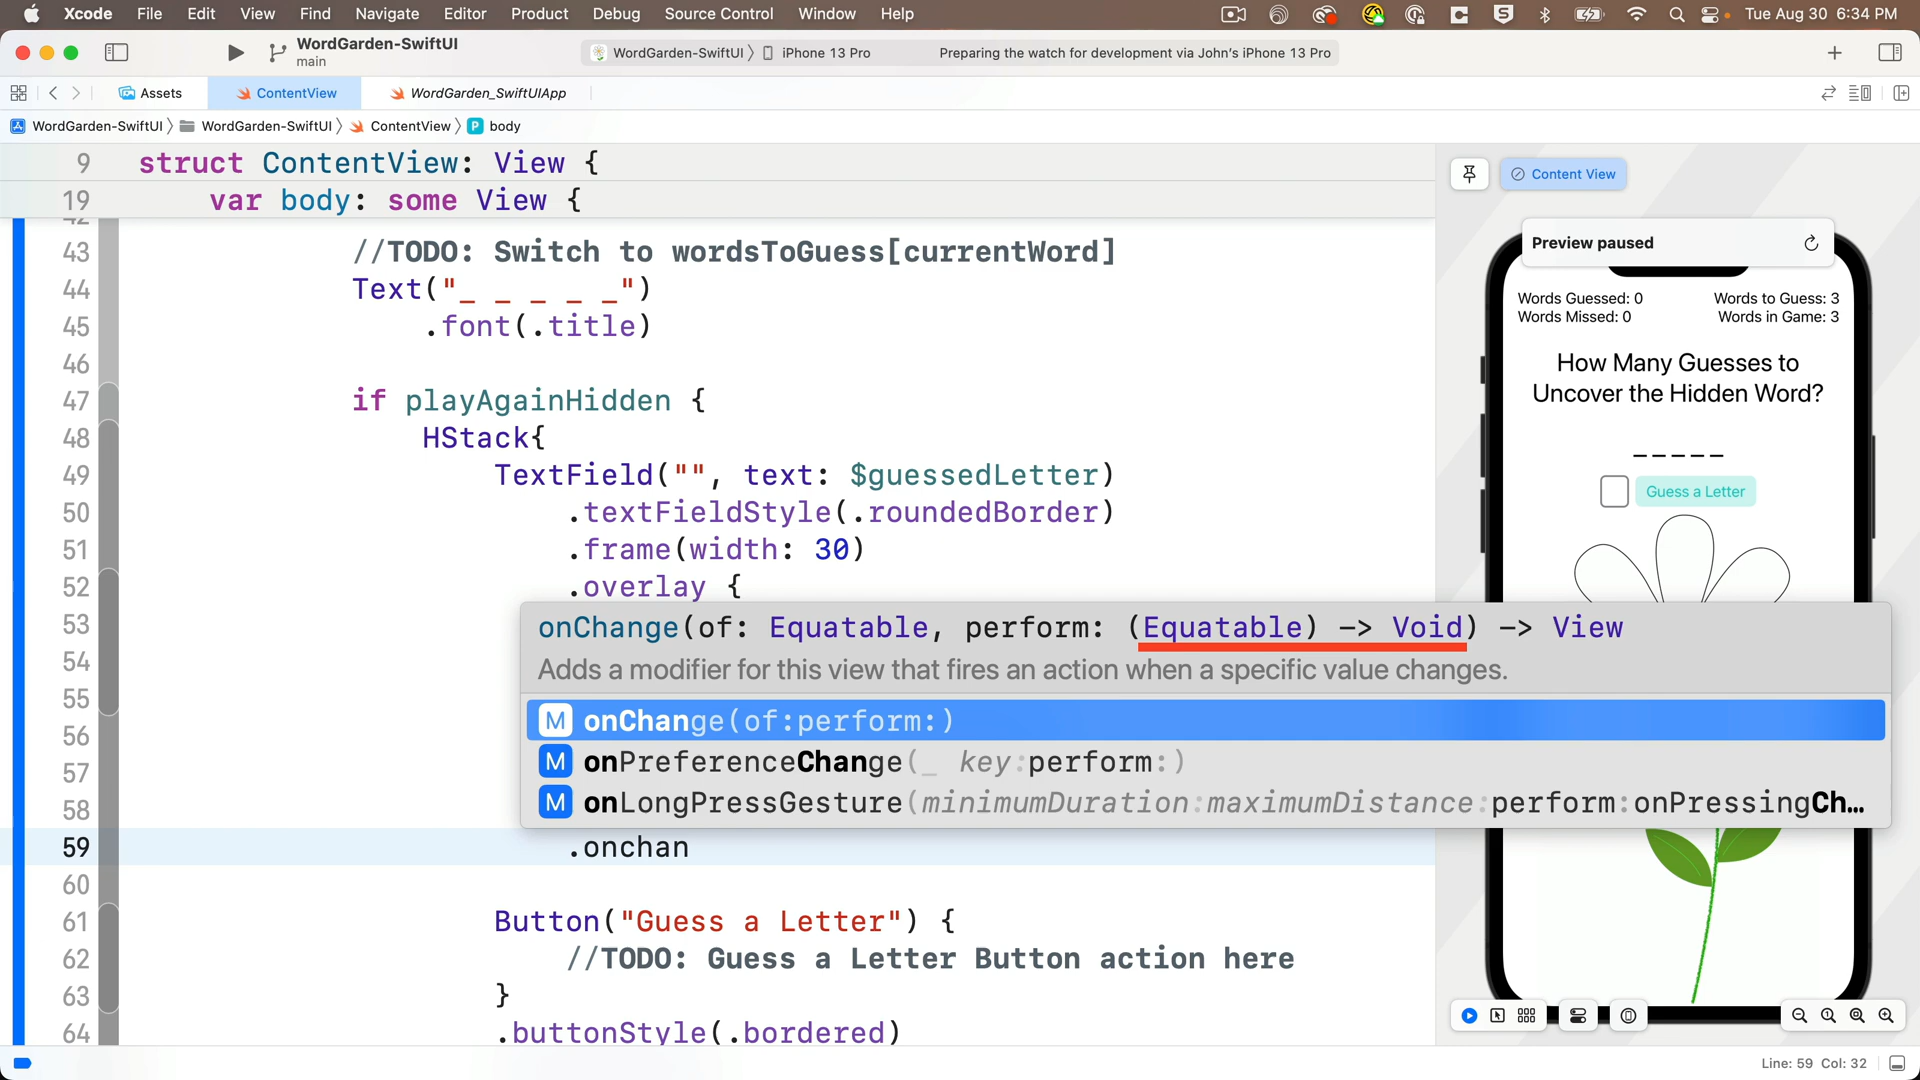 Xcode File Edit View Find Navigate Editor Product Debug Source Control Window Help Tue Aug 30 6:34 PM
WordGarden-SwiftUI
main
WordGarden-SwiftUI iPhone 13 Pro Preparing the watch for development via John's iPhone 13 Pro
Assets ContentView WordGarden_SwiftUIApp
WordGarden-SwiftUI WordGarden-SwiftUI ContentView P body
9 struct ContentView: View {
19 var body: some View {
42
43 //TODO: Switch to wordsToGuess[currentWord]
44 Text("_ _ _ _ _")
45 .font(.title)
46
47 if playAgainHidden {
48 HStack{
49 TextField("", text: $guessedLetter)
50 .textFieldStyle(.roundedBorder)
51 .frame(width: 30)
52 .overlay {
53
54
55
56
57
58
59 .onchan
60
61 Button("Guess a Letter") {
62 //TODO: Guess a Letter Button action here
63 }
64 .buttonStyle(.bordered)
onChange(of: Equatable, perform: (Equatable) -> Void) -> View
Adds a modifier for this view that fires an action when a specific value changes.
M onChange(of:perform:)
M onPreferenceChange(_ key:perform:)
M onLongPressGesture(minimumDuration:maximumDistance:perform:onPressingCh...
Content View
Preview paused
Words Guessed: 0 Words to Guess: 3
Words Missed: 0 Words in Game: 3
How Many Guesses to
Uncover the Hidden Word?
_ _ _ _ _
Guess a Letter
Line: 59 Col: 32